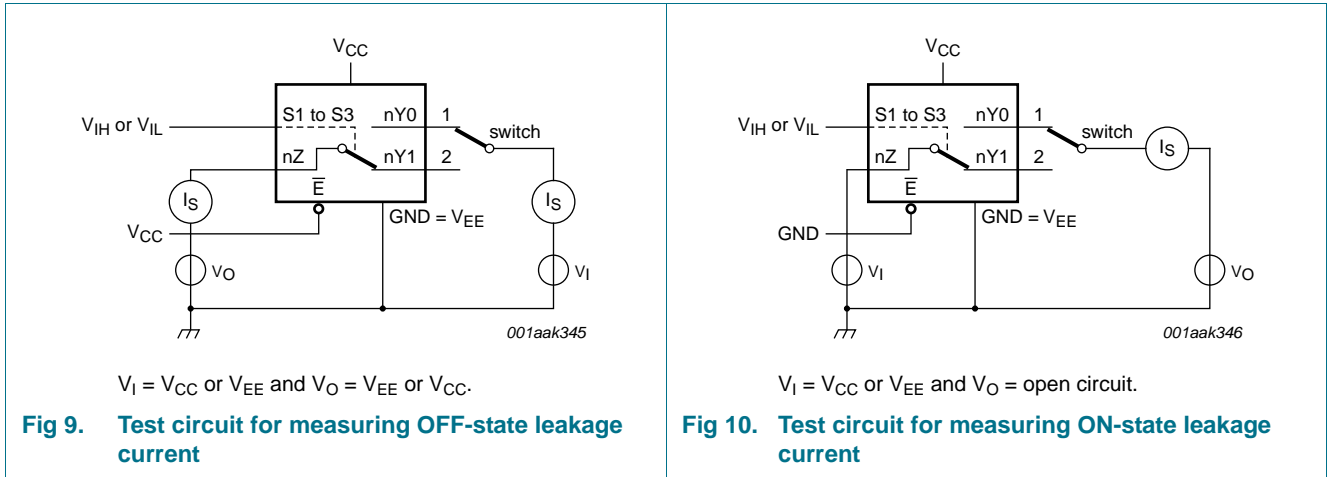 VCC
S1 to S3 nY0 1
VIH or VIL
switch
nZ nY1 2
E̅
IS
IS
GND = VEE
VCC
VO
VI
001aak345
VI = VCC or VEE and VO = VEE or VCC.
Fig 9. Test circuit for measuring OFF-state leakage
current
VCC
S1 to S3 nY0 1
VIH or VIL
switch
IS
nZ nY1 2
E̅
GND = VEE
GND
VI
VO
001aak346
VI = VCC or VEE and VO = open circuit.
Fig 10. Test circuit for measuring ON-state leakage
current